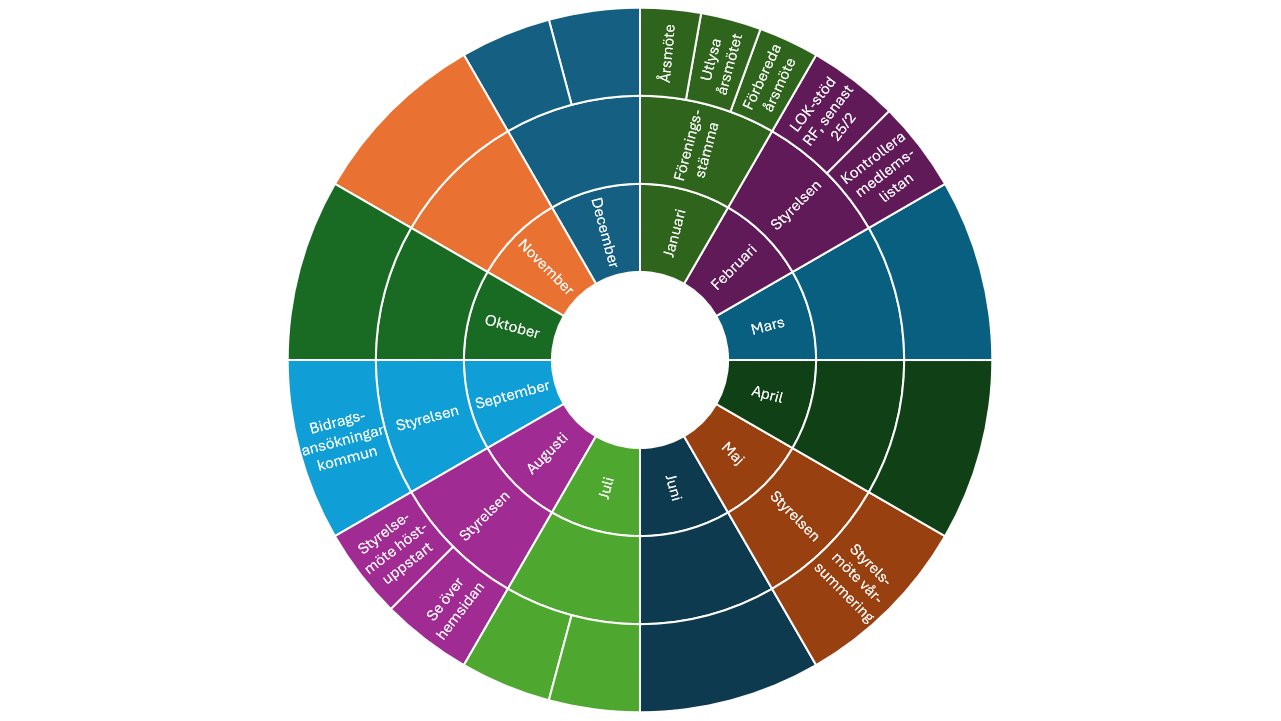 Januari
Förenings-
stämma
Årsmöte
Utlysa
årsmötet
Förbereda
årsmöte
Februari
Styrelsen
LOK-stöd
RF, senast
25/2
Kontrollera
medlems-
listan
Mars
April
Maj
Styrelsen
Styrels-
möte vår-
summering
Juni
Juli
Augusti
Styrelsen
Se över
hemsidan
Styrelse-
möte höst-
uppstart
September
Styrelsen
Bidrags-
ansökningar
kommun
Oktober
November
December